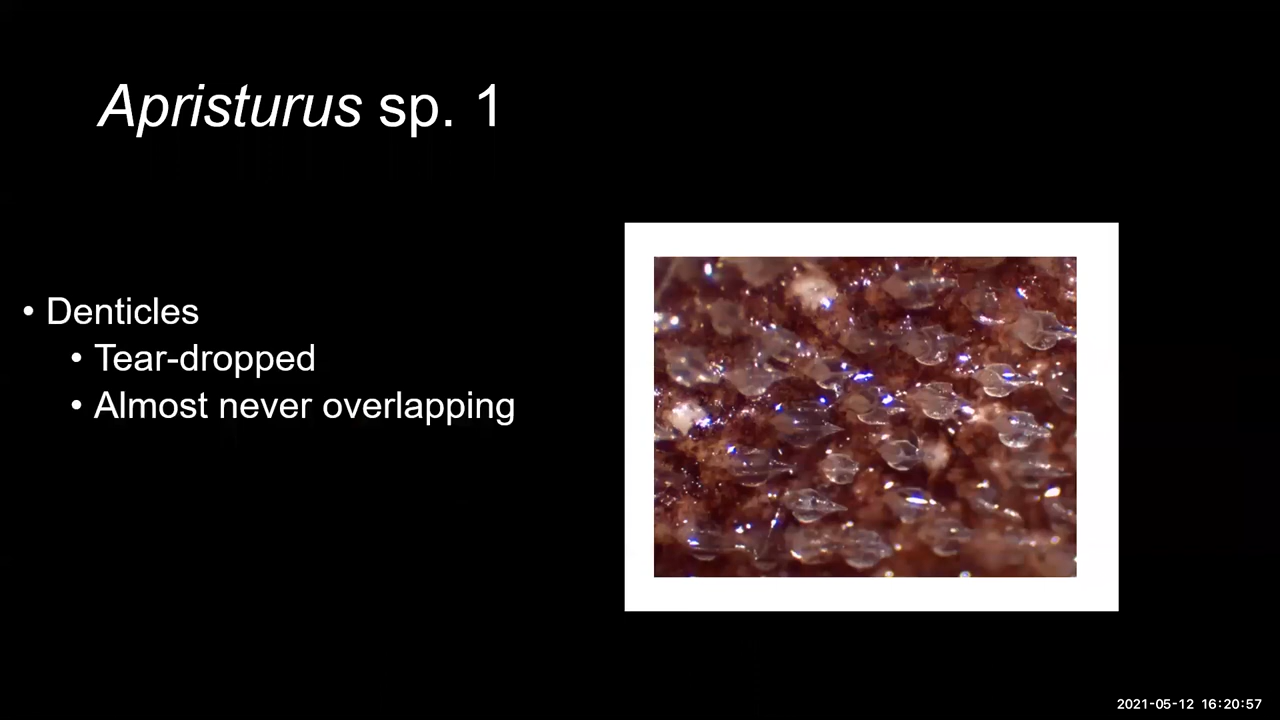 Apristurus sp. 1
• Denticles
• Tear-dropped
• Almost never overlapping
2021-05-12 16:20:57